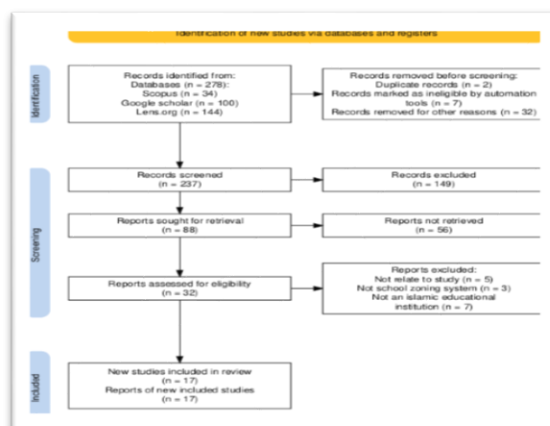 Identification of new studies via databases and registers
Identification
Records identified from:
Databases (n = 278):
Scopus (n = 34)
Google scholar (n = 100)
Lens.org (n = 144)
Records removed before screening:
Duplicate records (n = 2)
Records marked as ineligible by automation
tools (n = 7)
Records removed for other reasons (n = 32)
Screening
Records screened
(n = 237)
Records excluded
(n = 149)
Reports sought for retrieval
(n = 88)
Reports not retrieved
(n = 56)
Reports assessed for eligibility
(n = 32)
Reports excluded:
Not relate to study (n = 5)
Not school zoning system (n = 3)
Not an islamic educational
institution (n = 7)
Included
New studies included in review
(n = 17)
Reports of new included studies
(n = 17)